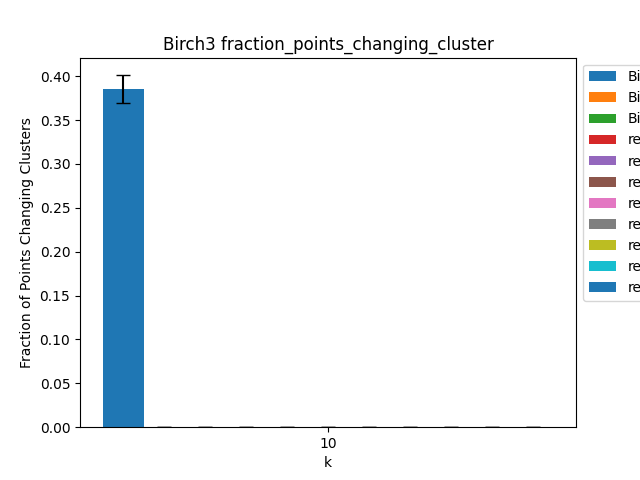 Birch3 fraction_points_changing_cluster
Fraction of Points Changing Clusters
0.40
0.35
0.30
0.25
0.20
0.15
0.10
0.05
0.00
10
k
Bi
Bi
Bi
re
re
re
re
re
re
re
re